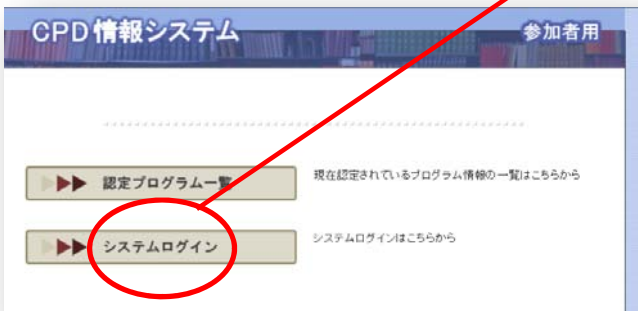 CPD情報システム
参加者用
認定プログラム一覧
現在認定されているプログラム情報の一覧はこちらから
システムログイン
システムログインはこちらから